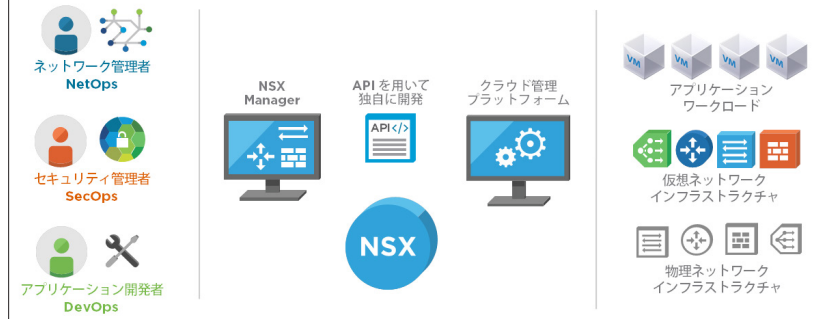 ネットワーク管理者
NetOps
セキュリティ管理者
SecOps
アプリケーション開発者
DevOps
NSX
Manager
API を用いて
独自に開発
API </>
クラウド管理
プラットフォーム
NSX
VM
VM
VM
VM
アプリケーション
ワークロード
仮想ネットワーク
インフラストラクチャ
物理ネットワーク
インフラストラクチャ